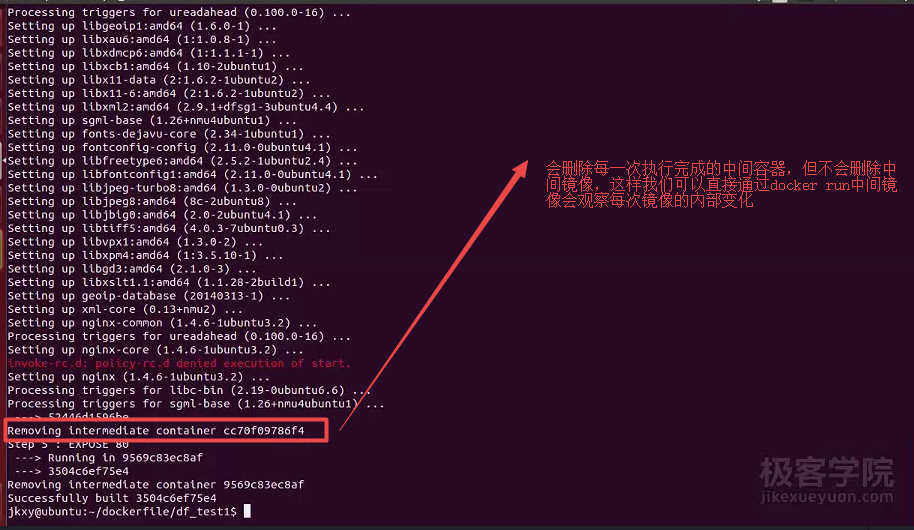 Processing triggers for ureadahead (0.100.0-16) ...
Setting up libgeoip1:amd64 (1.6.0-1) ...
Setting up libxau6:amd64 (1:1.0.8-1) ...
Setting up libxdmcp6:amd64 (1:1.1.1-1) ...
Setting up libxcb1:amd64 (1.10-2ubuntu1) ...
Setting up libx11-data (2:1.6.2-1ubuntu2) ...
Setting up libx11-6:amd64 (2:1.6.2-1ubuntu2) ...
Setting up libxml2:amd64 (2.9.1+dfsg1-3ubuntu4.4) ...
Setting up sgml-base (1.26+nmu4ubuntu1) ...
Setting up fonts-dejavu-core (2.34-1ubuntu1) ...
Setting up fontconfig-config (2.11.0-0ubuntu4.1) ...
Setting up libfreetype6:amd64 (2.5.2-1ubuntu2.4) ...
Setting up libfontconfig1:amd64 (2.11.0-0ubuntu4.1) ...
Setting up libjpeg-turbo8:amd64 (1.3.0-0ubuntu2) ...
Setting up libjpeg8:amd64 (8c-2ubuntu8) ...
Setting up libjbig0:amd64 (2.0-2ubuntu4.1) ...
Setting up libtiff5:amd64 (4.0.3-7ubuntu0.3) ...
Setting up libvpx1:amd64 (1.3.0-2) ...
Setting up libxpm4:amd64 (1:3.5.10-1) ...
Setting up libgd3:amd64 (2.1.0-3) ...
Setting up libxslt1.1:amd64 (1.1.28-2build1) ...
Setting up geoip-database (20140313-1) ...
Setting up xml-core (0.13+nmu2) ...
Setting up nginx-common (1.4.6-1ubuntu3.2) ...
Processing triggers for ureadahead (0.100.0-16) ...
Setting up nginx-core (1.4.6-1ubuntu3.2) ...
invoke-rc.d: policy-rc.d denied execution of start.
Setting up nginx (1.4.6-1ubuntu3.2) ...
Processing triggers for libc-bin (2.19-0ubuntu6.6) ...
Processing triggers for sgml-base (1.26+nmu4ubuntu1) ...
---> 52446d1596be
Removing intermediate container cc70f09786f4
Step 5 : EXPOSE 80
---> Running in 9569c83ec8af
---> 3504c6ef75e4
Removing intermediate container 9569c83ec8af
Successfully built 3504c6ef75e4
jkxy@ubuntu:~/dockerfile/df_test1$
会删除每一次执行完成的中间容器，但不会删除中
间镜像，这样我们可以直接通过docker run中间镜
像会观察每次镜像的内部变化
极客学院
jikexueyuan.com